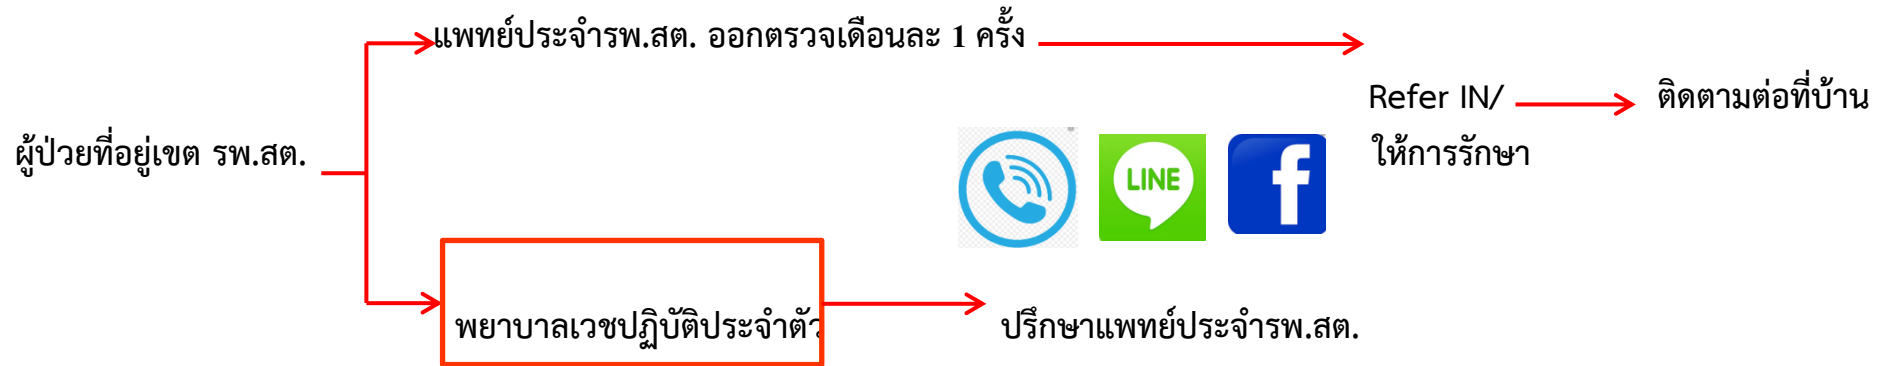 แพทย์ประจำรพ.สต. ออกตรวจเดือนละ 1 ครั้ง
Refer IN/
ให้การรักษา
ติดตามต่อที่บ้าน
ผู้ป่วยที่อยู่เขต รพ.สต.
LINE
f
พยาบาลเวชปฏิบัติประจำตัว
ปรึกษาแพทย์ประจำรพ.สต.